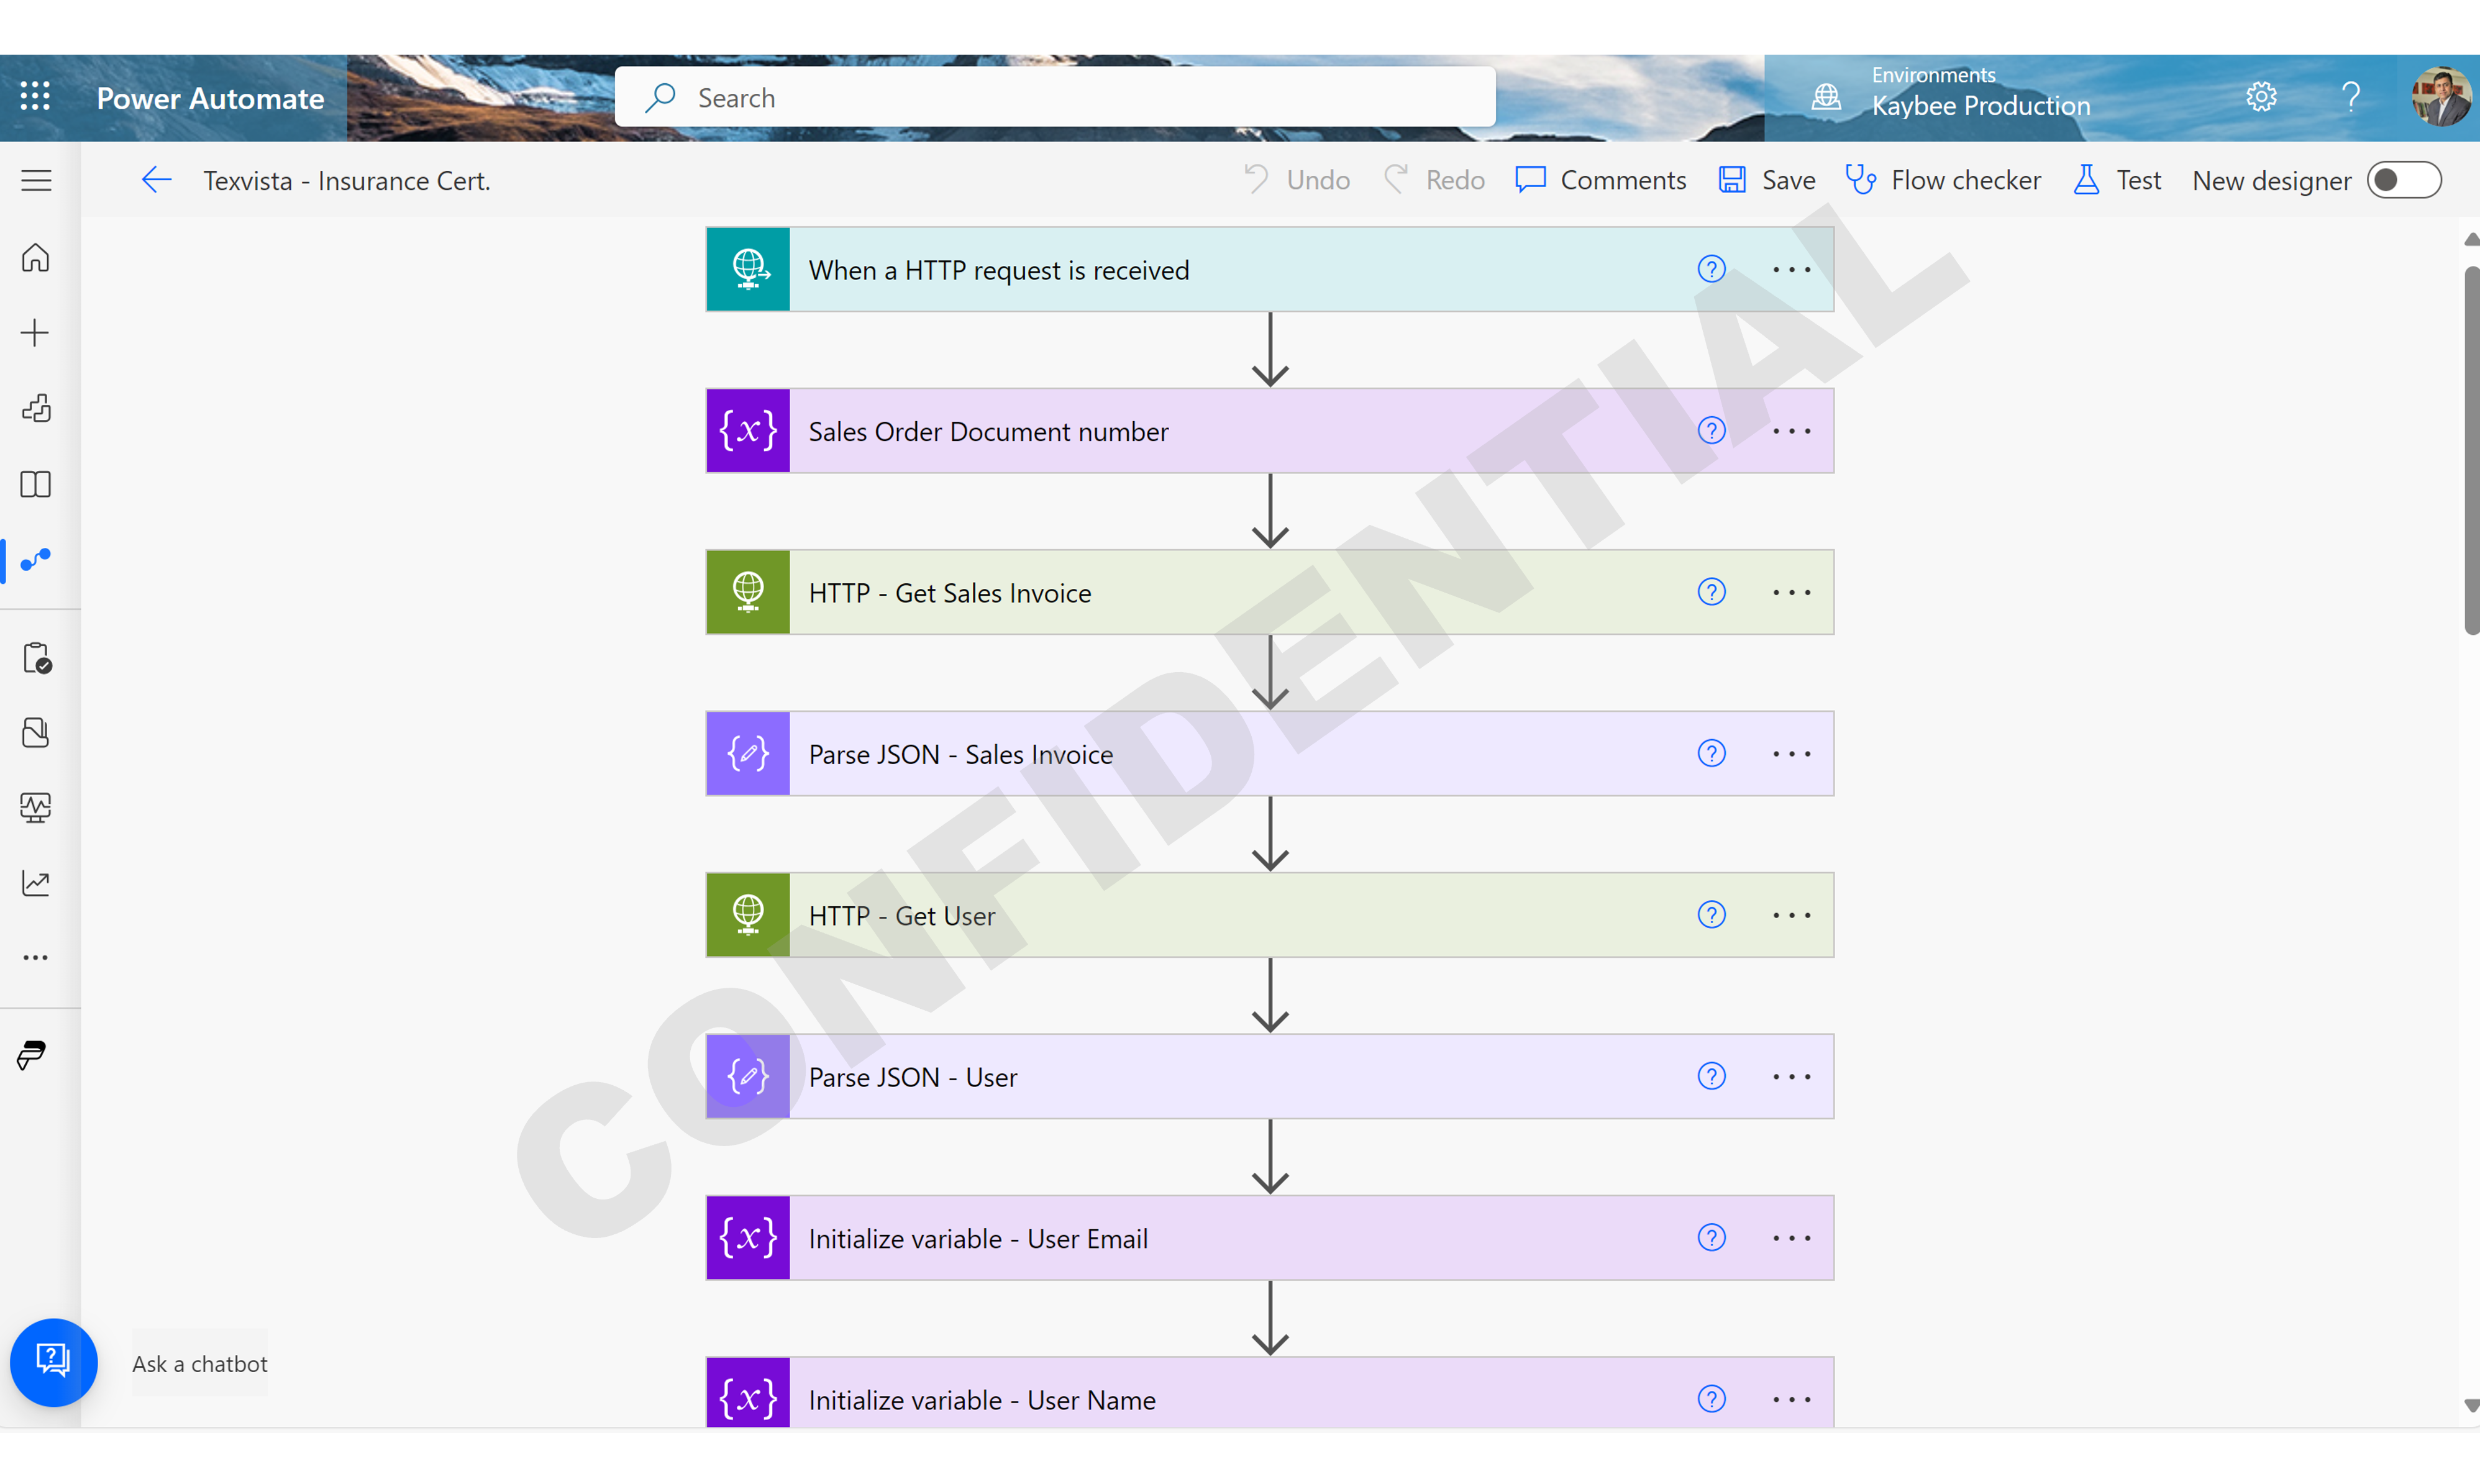 Power Automate
Search
Environments
Kaybee Production
Texvista - Insurance Cert.
Undo
Redo
Comments
Save
Flow checker
Test
New designer
When a HTTP request is received
Sales Order Document number
HTTP - Get Sales Invoice
Parse JSON - Sales Invoice
HTTP - Get User
Parse JSON - User
Initialize variable - User Email
Initialize variable - User Name
Ask a chatbot
CONFIDENTIAL